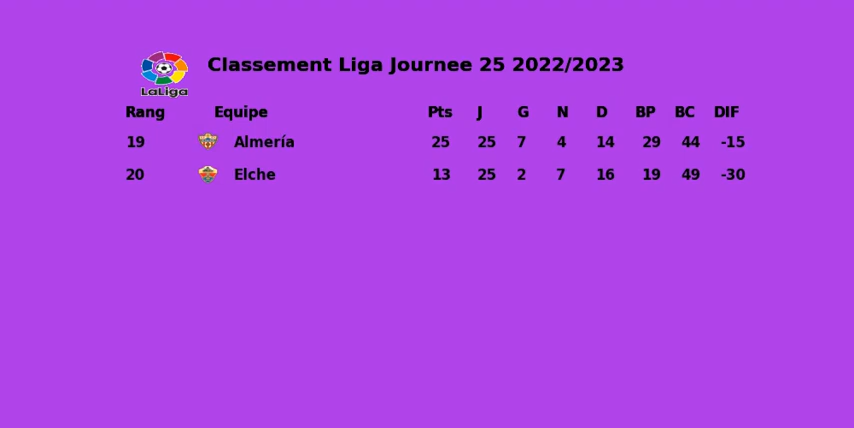 Classement Liga Journee 25 2022/2023
LaLiga
Rang Equipe Pts J G N D BP BC DIF
19 Almería 25 25 7 4 14 29 44 -15
20 Elche 13 25 2 7 16 19 49 -30